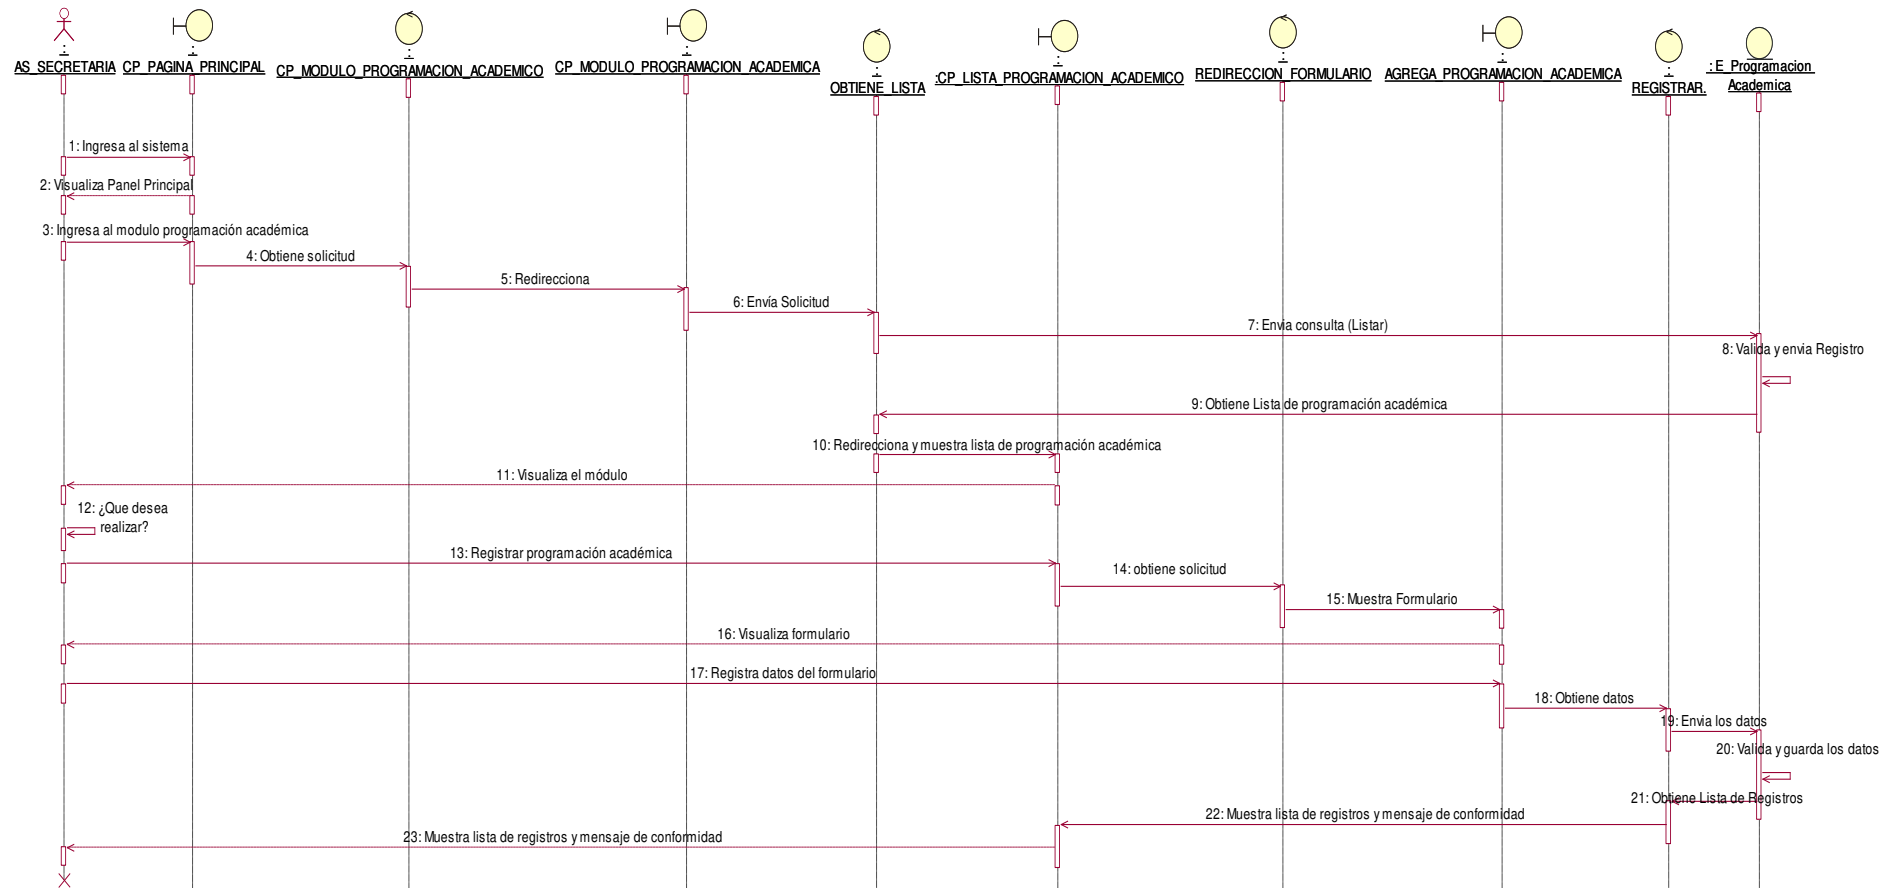 AS_SECRETARIA
CP_PAGINA_PRINCIPAL
CP_MODULO_PROGRAMACION_ACADEMICO
CP_MODULO_PROGRAMACION_ACADEMICA
OBTIENE_LISTA
:CP_LISTA_PROGRAMACION_ACADEMICO
REDIRECCION_FORMULARIO
AGREGA_PROGRAMACION_ACADEMICA
REGISTRAR.
: E_Programacion_
Academica
1: Ingresa al sistema
2: Visualiza Panel Principal
3: Ingresa al modulo programación académica
4: Obtiene solicitud
5: Redirecciona
6: Envía Solicitud
7: Envia consulta (Listar)
8: Valida y envia Registro
9: Obtiene Lista de programación académica
10: Redirecciona y muestra lista de programación académica
11: Visualiza el módulo
12: ¿Que desea
realizar?
13: Registrar programación académica
14: obtiene solicitud
15: Muestra Formulario
16: Visualiza formulario
17: Registra datos del formulario
18: Obtiene datos
19: Envia los datos
20: Valida y guarda los datos
21: Obtiene Lista de Registros
22: Muestra lista de registros y mensaje de conformidad
23: Muestra lista de registros y mensaje de conformidad